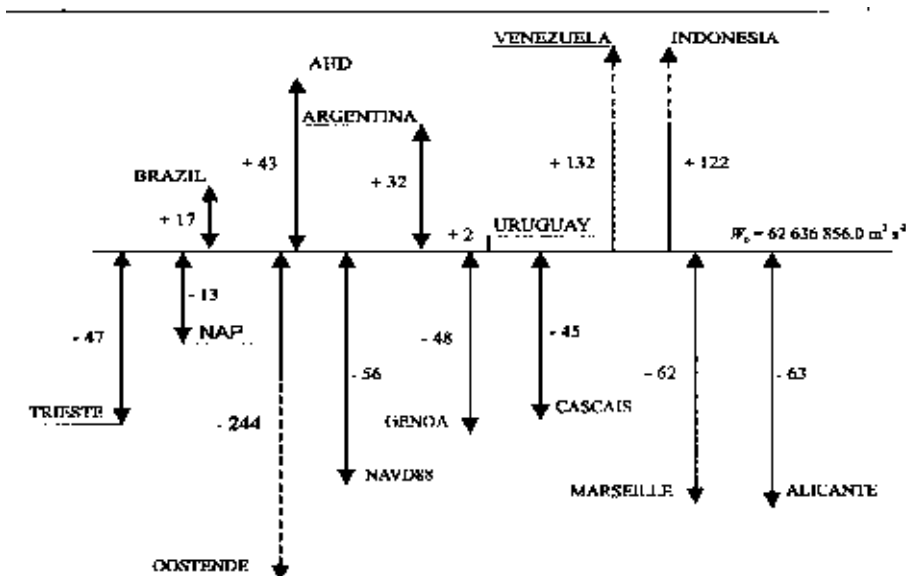 VENEZUELA
INDONESIA
AHD
ARGENTINA
+ 43
+ 132
+ 122
BRAZIL
+ 32
+ 17
+ 2
URUGUAY
W₀ = 62 636 856.0 m² s⁻²
- 13
- 47
NAP
- 48
- 45
- 56
- 62
- 63
TRIESTE
- 244
GENOA
CASCAIS
NAVD88
MARSEILLE
ALICANTE
OOSTENDE